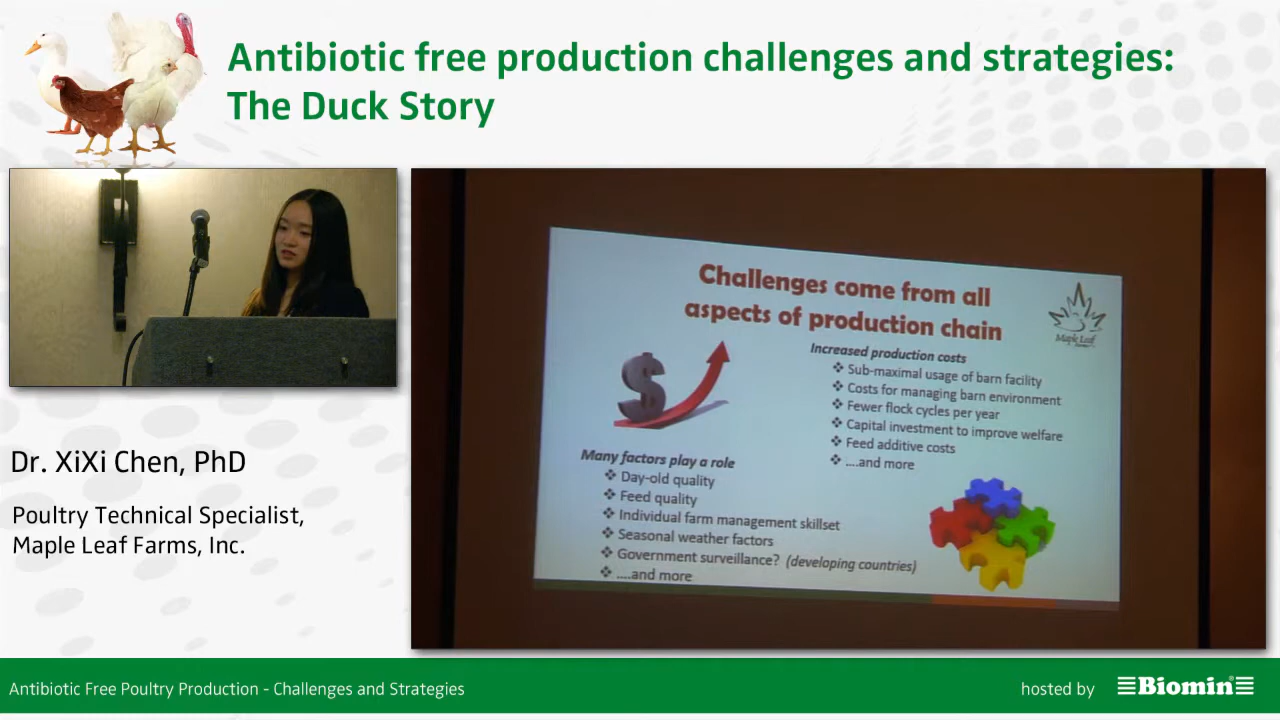 Antibiotic free production challenges and strategies:
The Duck Story
Challenges come from all
aspects of production chain
Maple Leaf
Increased production costs
❖ Sub-maximal usage of barn facility
❖ Costs for managing barn environment
❖ Fewer flock cycles per year
❖ Capital investment to improve welfare
❖ Feed additive costs
❖ ....and more
Many factors play a role
❖ Day-old quality
❖ Feed quality
❖ Individual farm management skillset
❖ Seasonal weather factors
❖ Government surveillance? (developing countries)
❖ ....and more
Dr. XiXi Chen, PhD
Poultry Technical Specialist,
Maple Leaf Farms, Inc.
Antibiotic Free Poultry Production - Challenges and Strategies
hosted by
Biomin®